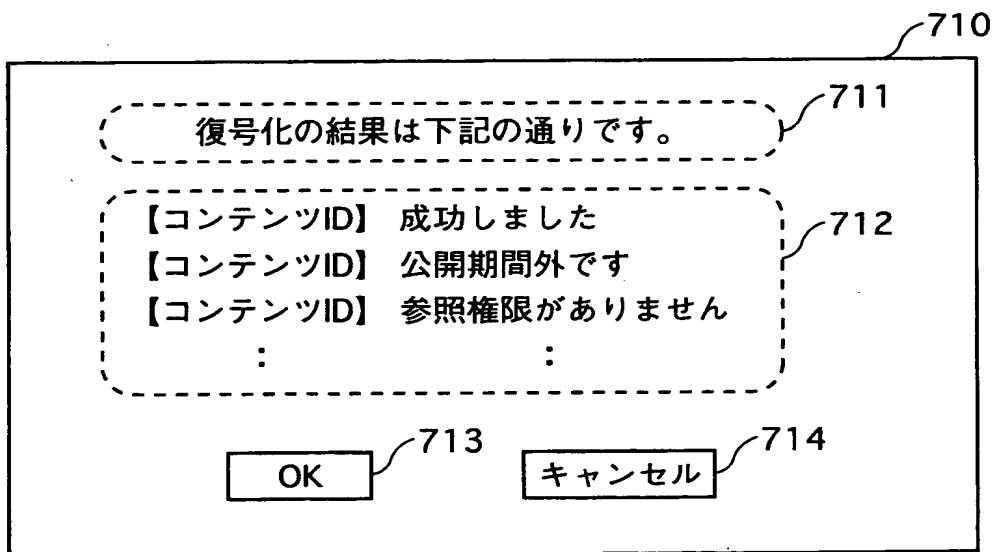 710
711
復号化の結果は下記の通りです。
712
【コンテンツID】 成功しました
【コンテンツID】 公開期間外です
【コンテンツID】 参照権限がありません
: :
713
714
OK
キャンセル